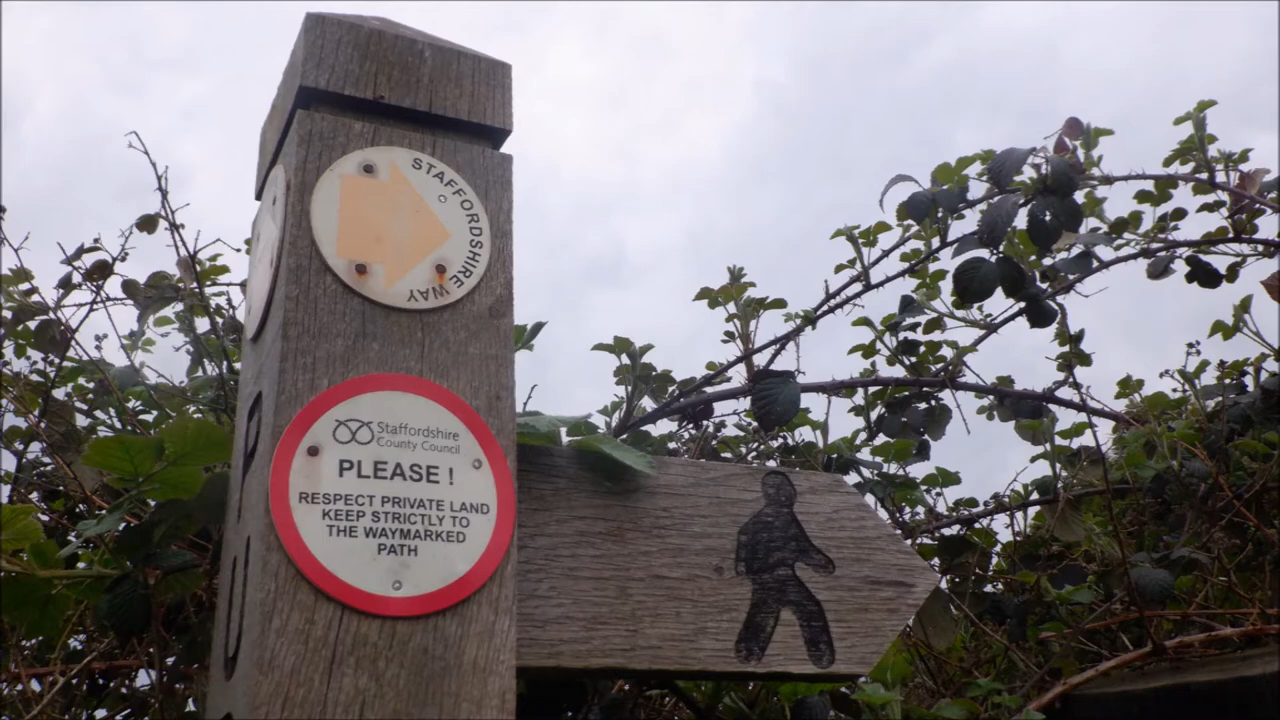 STAFFORDSHIRE WAY
Staffordshire
County Council
PLEASE !
RESPECT PRIVATE LAND
KEEP STRICTLY TO
THE WAYMARKED
PATH